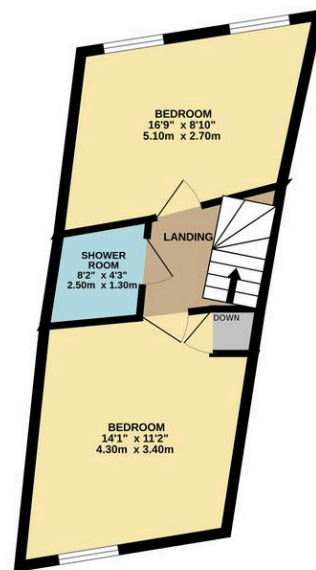 BEDROOM
16'9" x 8'10"
5.10m x 2.70m
LANDING
SHOWER
ROOM
8'2" x 4'3"
2.50m x 1.30m
DOWN
BEDROOM
14'1" x 11'2"
4.30m x 3.40m